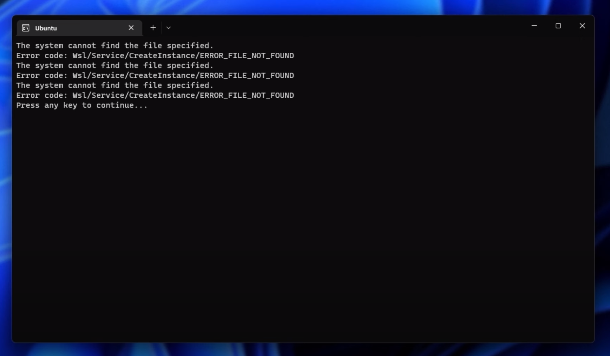 Ubuntu
The system cannot find the file specified.
Error code: Wsl/Service/CreateInstance/ERROR_FILE_NOT_FOUND
The system cannot find the file specified.
Error code: Wsl/Service/CreateInstance/ERROR_FILE_NOT_FOUND
The system cannot find the file specified.
Error code: Wsl/Service/CreateInstance/ERROR_FILE_NOT_FOUND
Press any key to continue...